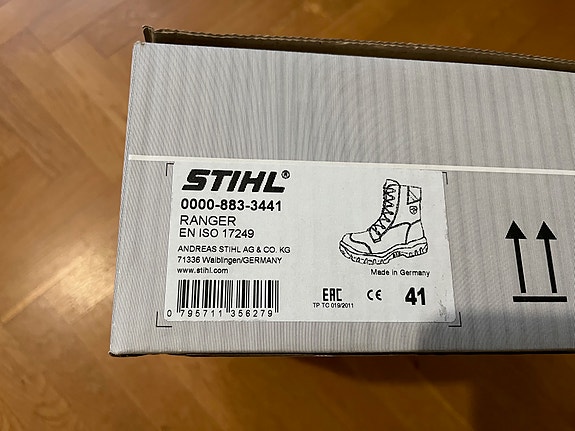 STIHL®
0000-883-3441
RANGER
EN ISO 17249
ANDREAS STIHL AG & CO. KG
71336 Waiblingen/GERMANY
www.stihl.com
Made in Germany
0 795711 356279
EAC
TP TC 019/2011
CE
41